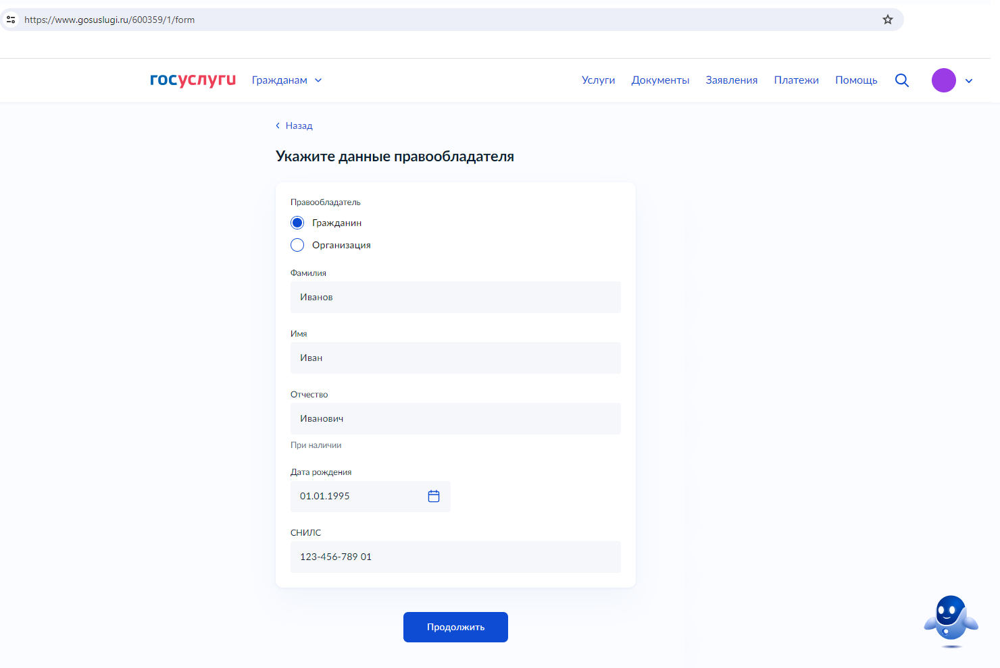 https://www.gosuslugi.ru/600359/1/form
госуслуги Гражданам Услуги Документы Заявления Платежи Помощь
Назад
Укажите данные правообладателя
Правообладатель
Гражданин
Организация
Фамилия
Иванов
Имя
Иван
Отчество
Иванович
При наличии
Дата рождения
01.01.1995
СНИЛС
123-456-789 01
Продолжить